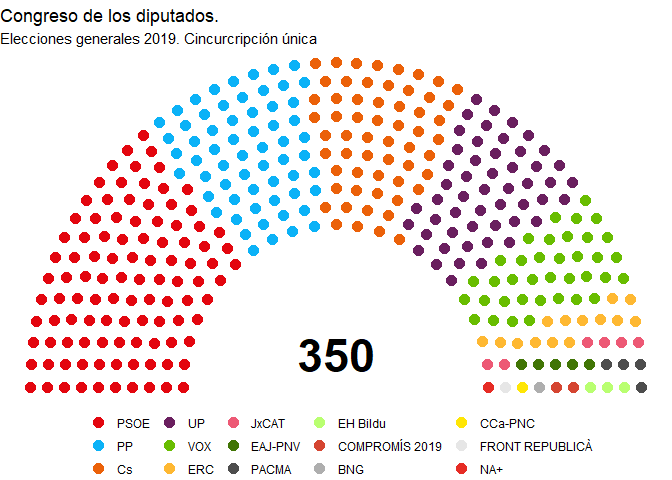 Congreso de los diputados.
Elecciones generales 2019. Cincurcripción única
350
PSOE UP JxCAT EH Bildu CCa-PNC
PP VOX EAJ-PNV COMPROMÍS 2019 FRONT REPUBLICÀ
Cs ERC PACMA BNG NA+